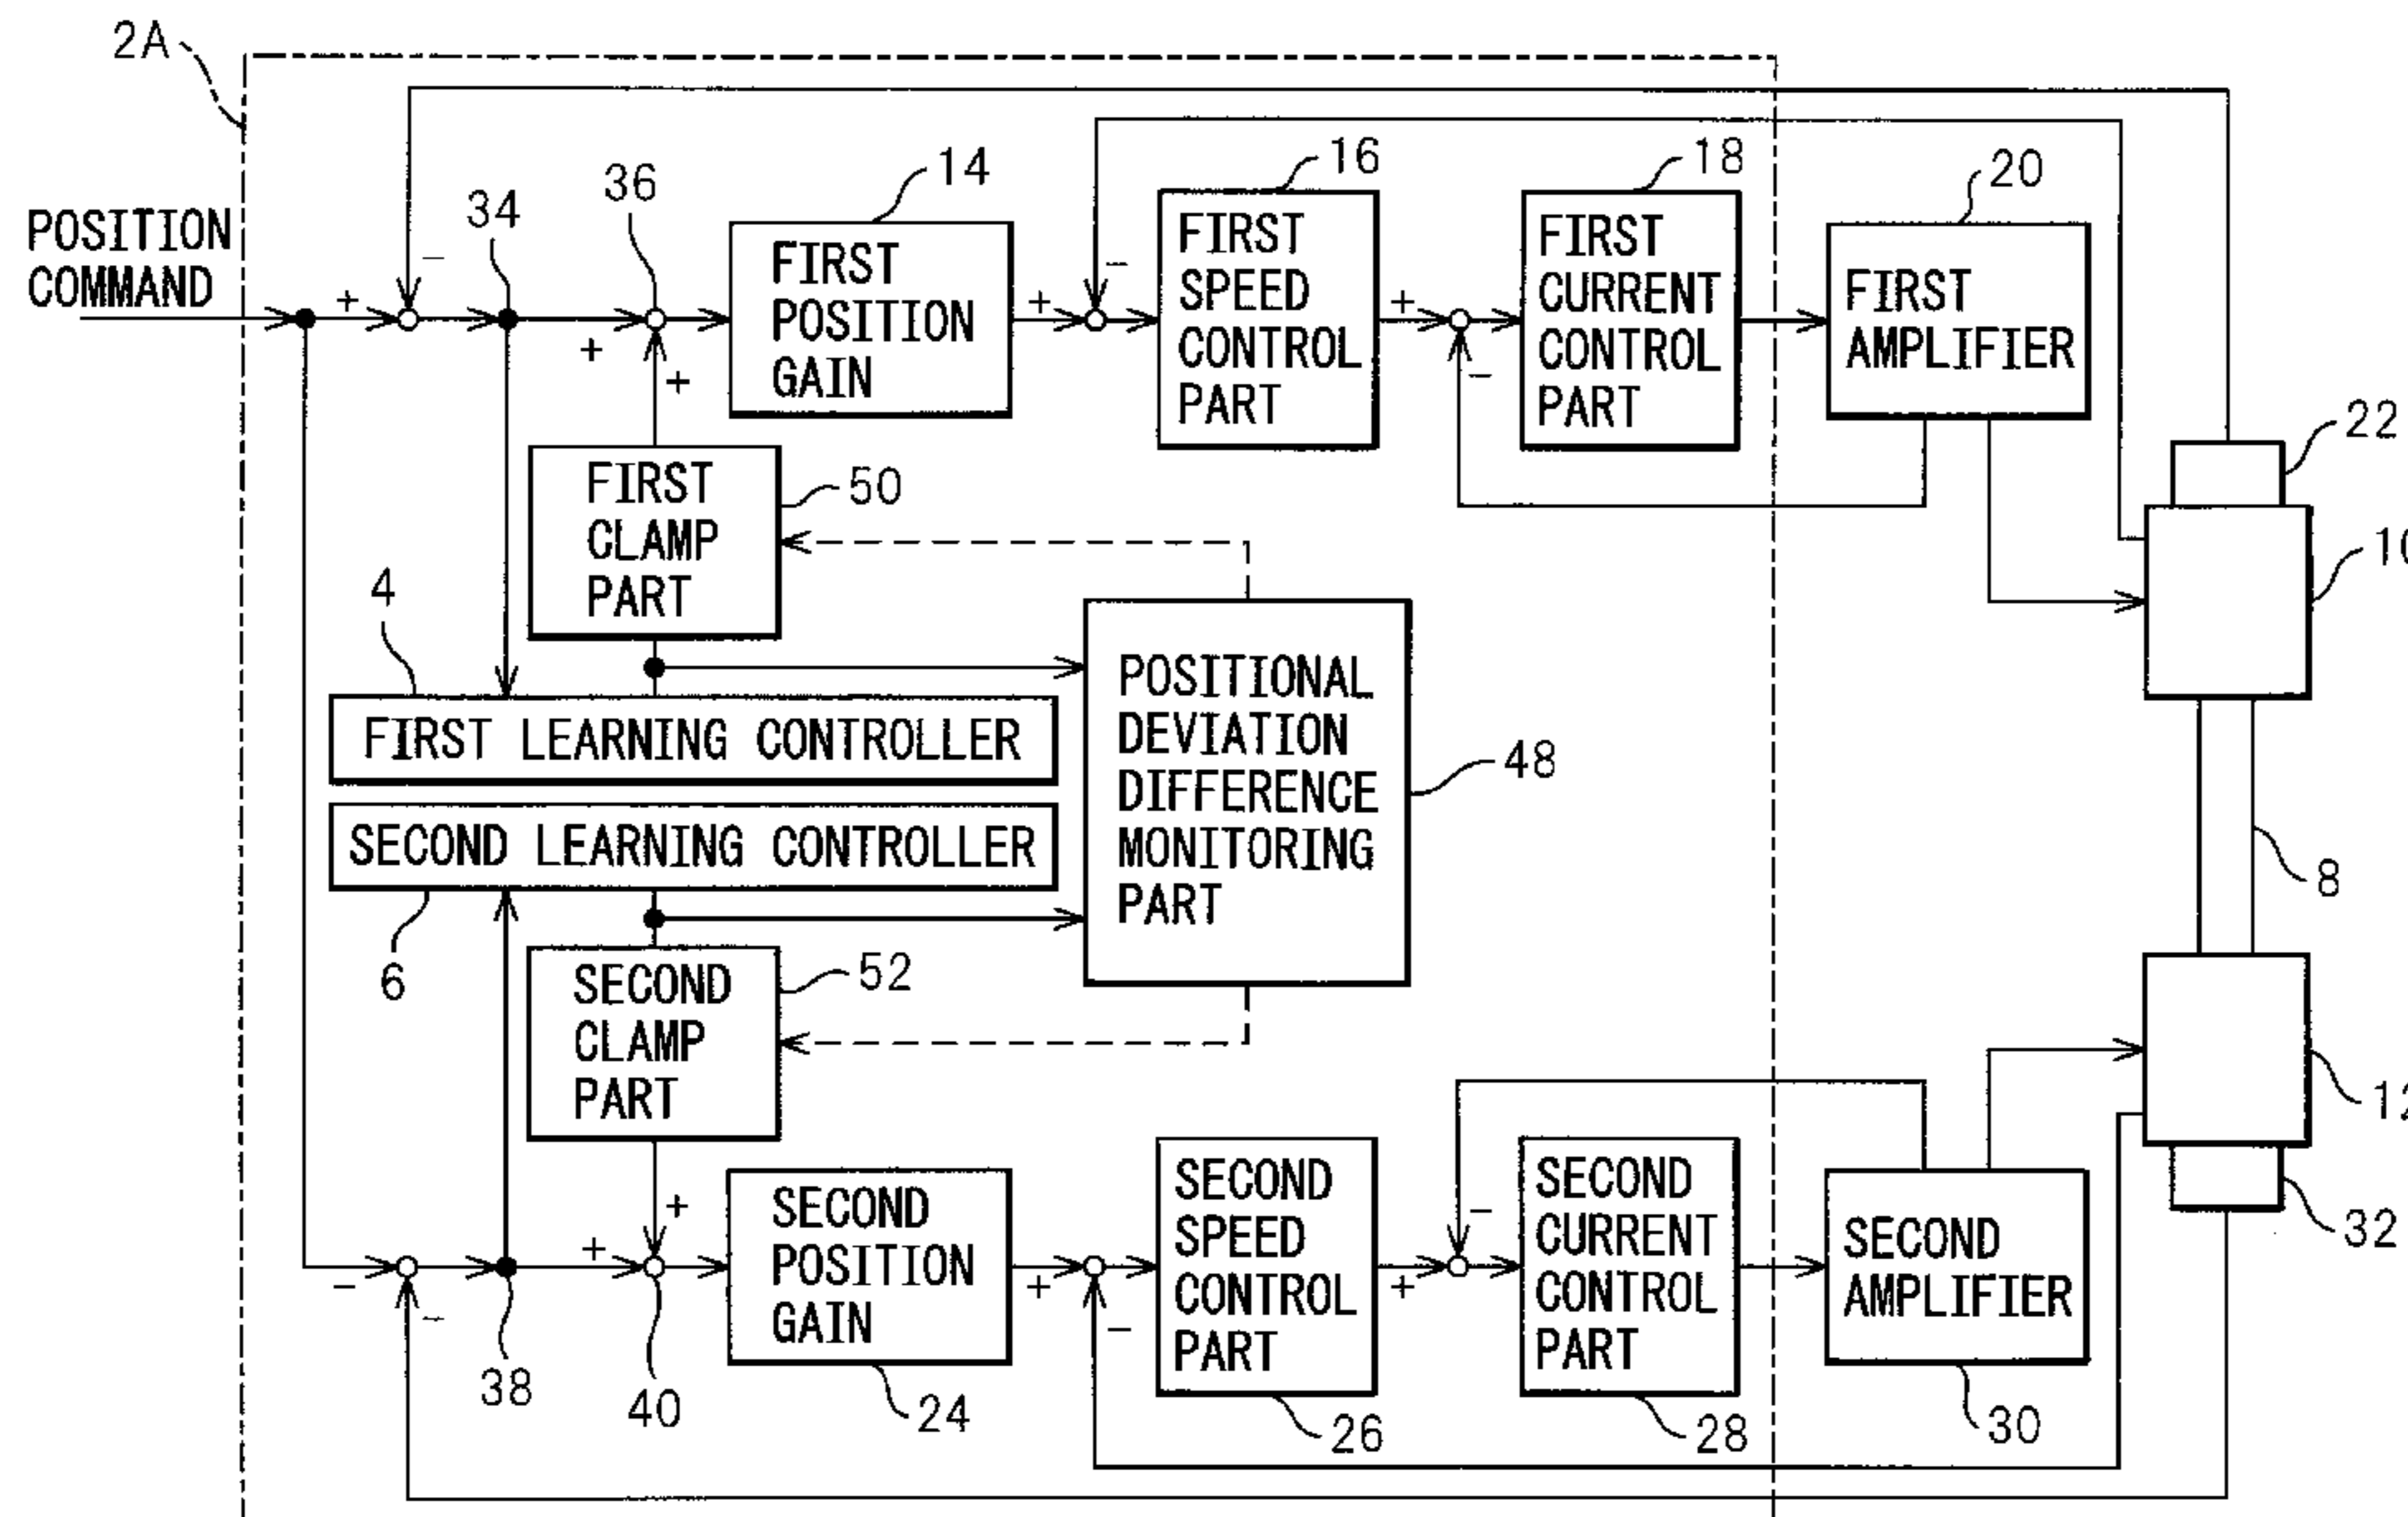 2A
POSITION
COMMAND
+
-
34
36
+
+
14
FIRST
POSITION
GAIN
+
-
16
FIRST
SPEED
CONTROL
PART
+
-
18
FIRST
CURRENT
CONTROL
PART
20
FIRST
AMPLIFIER
22
FIRST
CLAMP
PART
50
4
FIRST LEARNING CONTROLLER
SECOND LEARNING CONTROLLER
6
POSITIONAL
DEVIATION
DIFFERENCE
MONITORING
PART
48
8
SECOND
CLAMP
PART
52
12
32
-
-
38
+
+
40
SECOND
POSITION
GAIN
24
+
-
SECOND
SPEED
CONTROL
PART
26
+
-
SECOND
CURRENT
CONTROL
PART
28
SECOND
AMPLIFIER
30